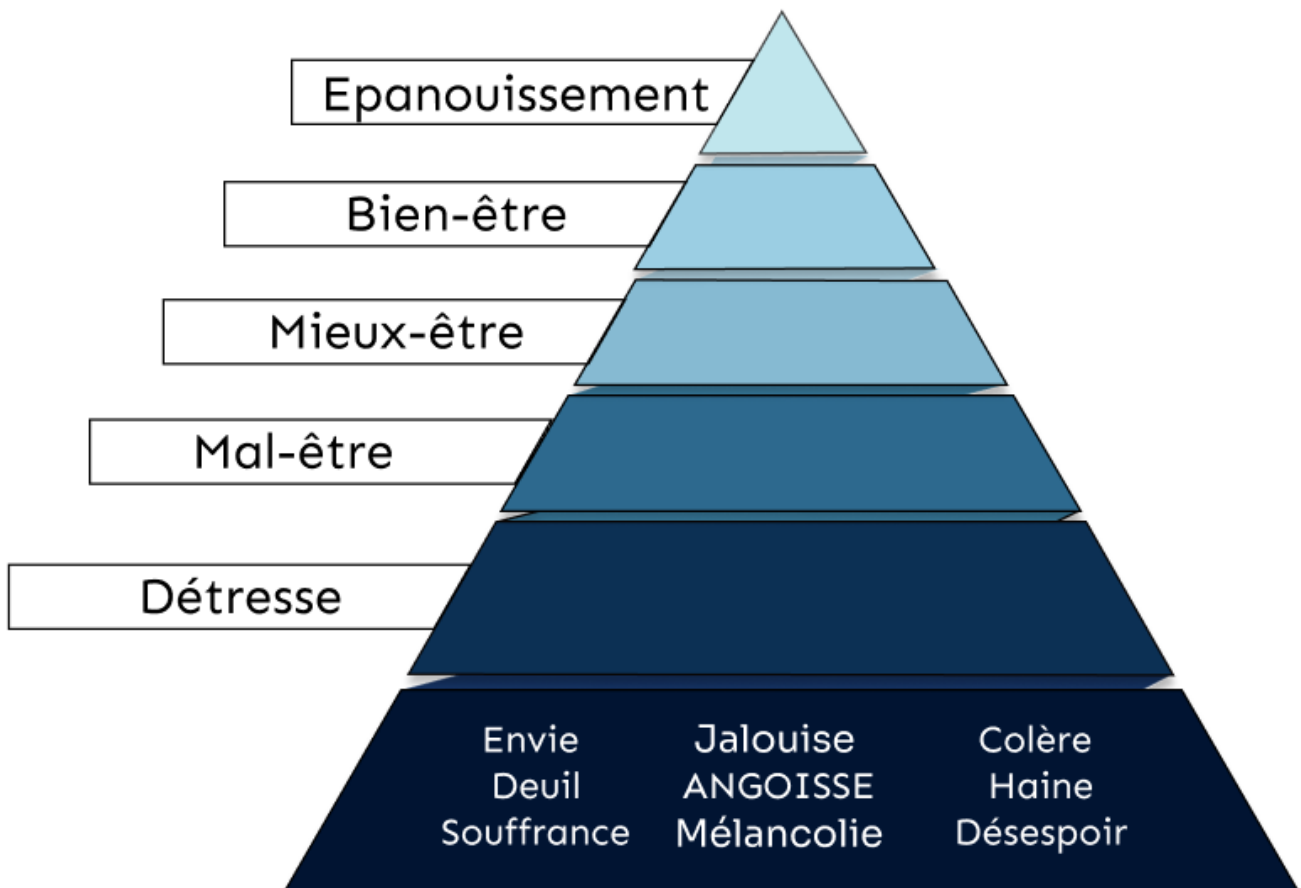 Epanouissement
Bien-être
Mieux-être
Mal-être
Détresse
Envie Jalouise Colère
Deuil ANGOISSE Haine
Souffrance Mélancolie Désespoir